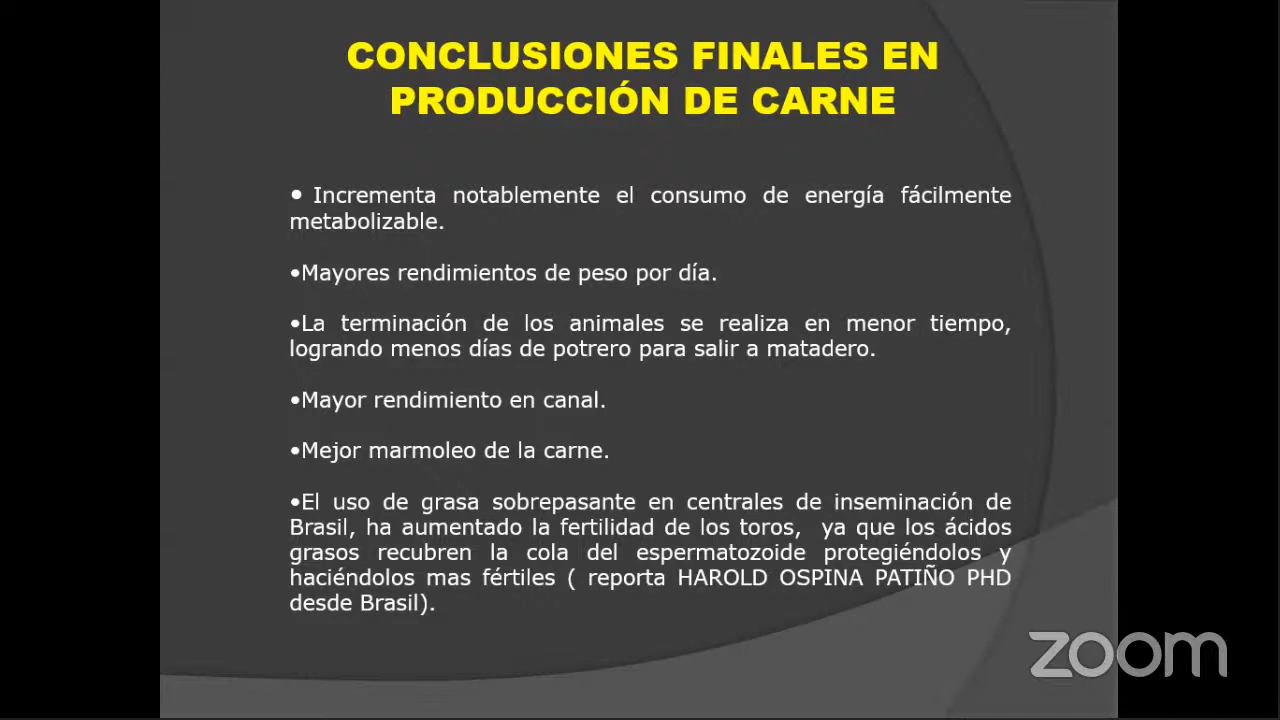 CONCLUSIONES FINALES EN
PRODUCCIÓN DE CARNE
• Incrementa notablemente el consumo de energía fácilmente
metabolizable.
•Mayores rendimientos de peso por día.
•La terminación de los animales se realiza en menor tiempo,
logrando menos días de potrero para salir a matadero.
•Mayor rendimiento en canal.
•Mejor marmoleo de la carne.
•El uso de grasa sobrepasante en centrales de inseminación de
Brasil, ha aumentado la fertilidad de los toros, ya que los ácidos
grasos recubren la cola del espermatozoide protegiéndolos y
haciéndolos mas fértiles ( reporta HAROLD OSPINA PATIÑO PHD
desde Brasil).
zoom